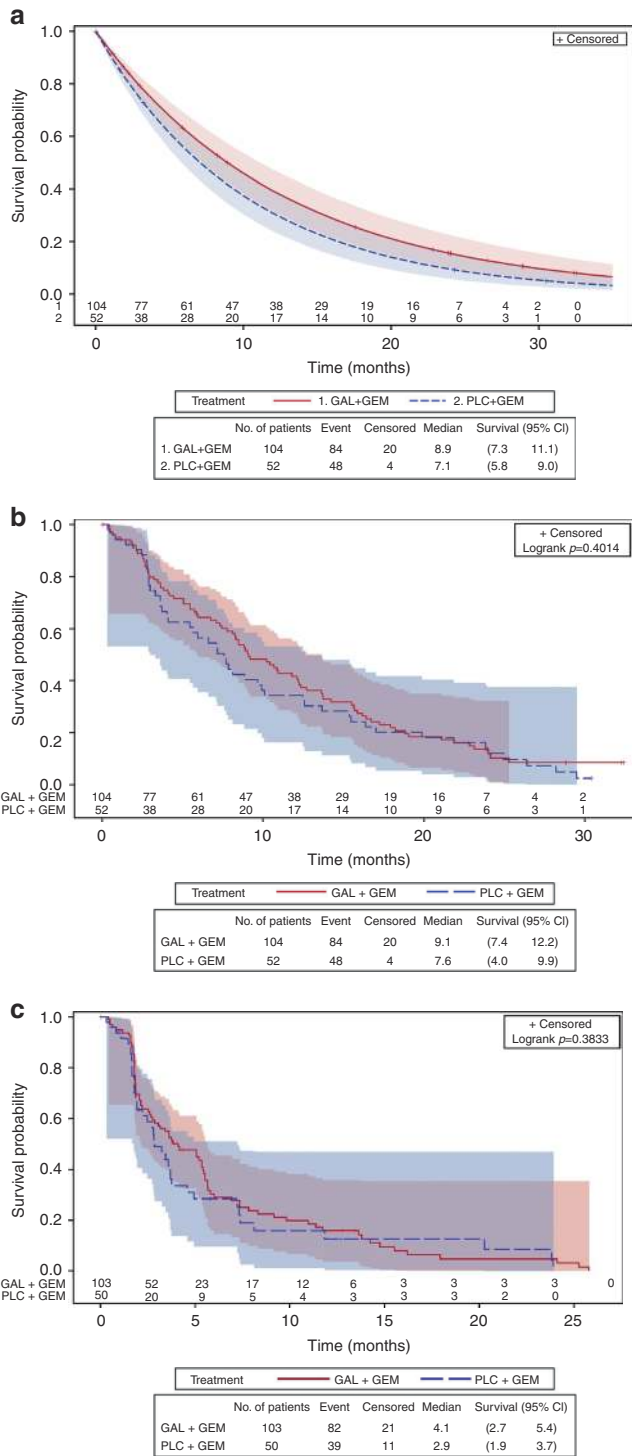 a
1.0
+ Censored
0.8
0.6
0.4
0.2
0.0
Survival probability
1 104 77 61 47 38 29 19 16 7 4 2 0
2 52 38 28 20 17 14 10 9 6 3 1 0
0 10 20 30
Time (months)
Treatment 1. GAL+GEM 2. PLC+GEM
No. of patients Event Censored Median Survival (95% CI)
1. GAL+GEM 104 84 20 8.9 (7.3 11.1)
2. PLC+GEM 52 48 4 7.1 (5.8 9.0)
b
1.0
+ Censored
Logrank p=0.4014
0.8
0.6
0.4
0.2
0.0
Survival probability
GAL + GEM 104 77 61 47 38 29 19 16 7 4 2
PLC + GEM 52 38 28 20 17 14 10 9 6 3 1
0 10 20 30
Time (months)
Treatment GAL + GEM PLC + GEM
No. of patients Event Censored Median Survival (95% CI)
GAL + GEM 104 84 20 9.1 (7.4 12.2)
PLC + GEM 52 48 4 7.6 (4.0 9.9)
c
1.0
+ Censored
Logrank p=0.3833
0.8
0.6
0.4
0.2
0.0
Survival probability
GAL + GEM 103 52 23 17 12 6 3 3 3 3 0
PLC + GEM 50 20 9 5 4 3 3 3 2 0
0 5 10 15 20 25
Time (months)
Treatment GAL + GEM PLC + GEM
No. of patients Event Censored Median Survival (95% CI)
GAL + GEM 103 82 21 4.1 (2.7 5.4)
PLC + GEM 50 39 11 2.9 (1.9 3.7)